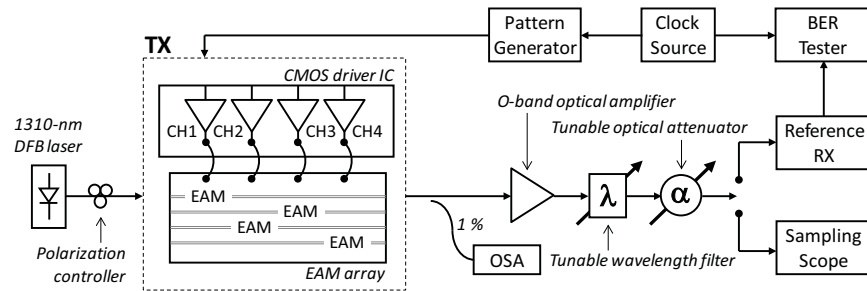 Pattern
Generator
Clock
Source
BER
Tester
TX
CMOS driver IC
CH1
CH2
CH3
CH4
1310-nm
DFB laser
Polarization
controller
EAM
EAM
EAM
EAM
EAM array
1 %
OSA
O-band optical amplifier
Tunable optical attenuator
λ
α
Tunable wavelength filter
Reference
RX
Sampling
Scope